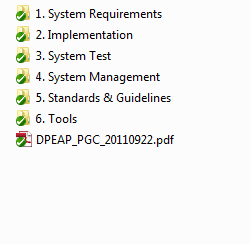 1. System Requirements
2. Implementation
3. System Test
4. System Management
5. Standards & Guidelines
6. Tools
DPEAP_PGC_20110922.pdf